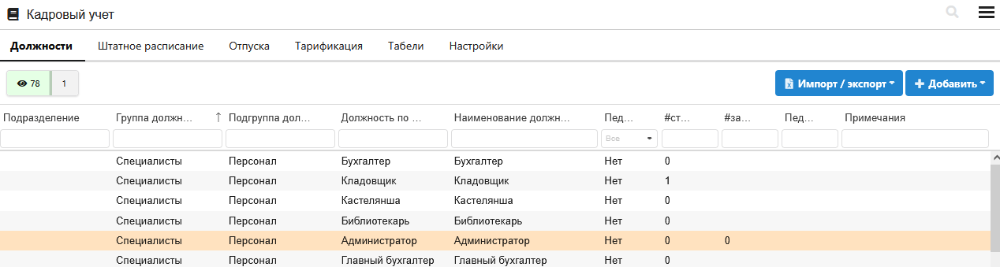 Кадровый учет
Должности Штатное расписание Отпуска Тарификация Табели Настройки
78 1 Импорт / экспорт Добавить
Подразделение Группа должн... Подгруппа дол... Должность по ... Наименование должн... Пед... #ст... #за... Пед... Примечания
Все
Специалисты Персонал Бухгалтер Бухгалтер Нет 0
Специалисты Персонал Кладовщик Кладовщик Нет 1
Специалисты Персонал Кастелянша Кастелянша Нет 0
Специалисты Персонал Библиотекарь Библиотекарь Нет 0
Специалисты Персонал Администратор Администратор Нет 0 0
Специалисты Персонал Главный бухгалтер Главный бухгалтер Нет 0